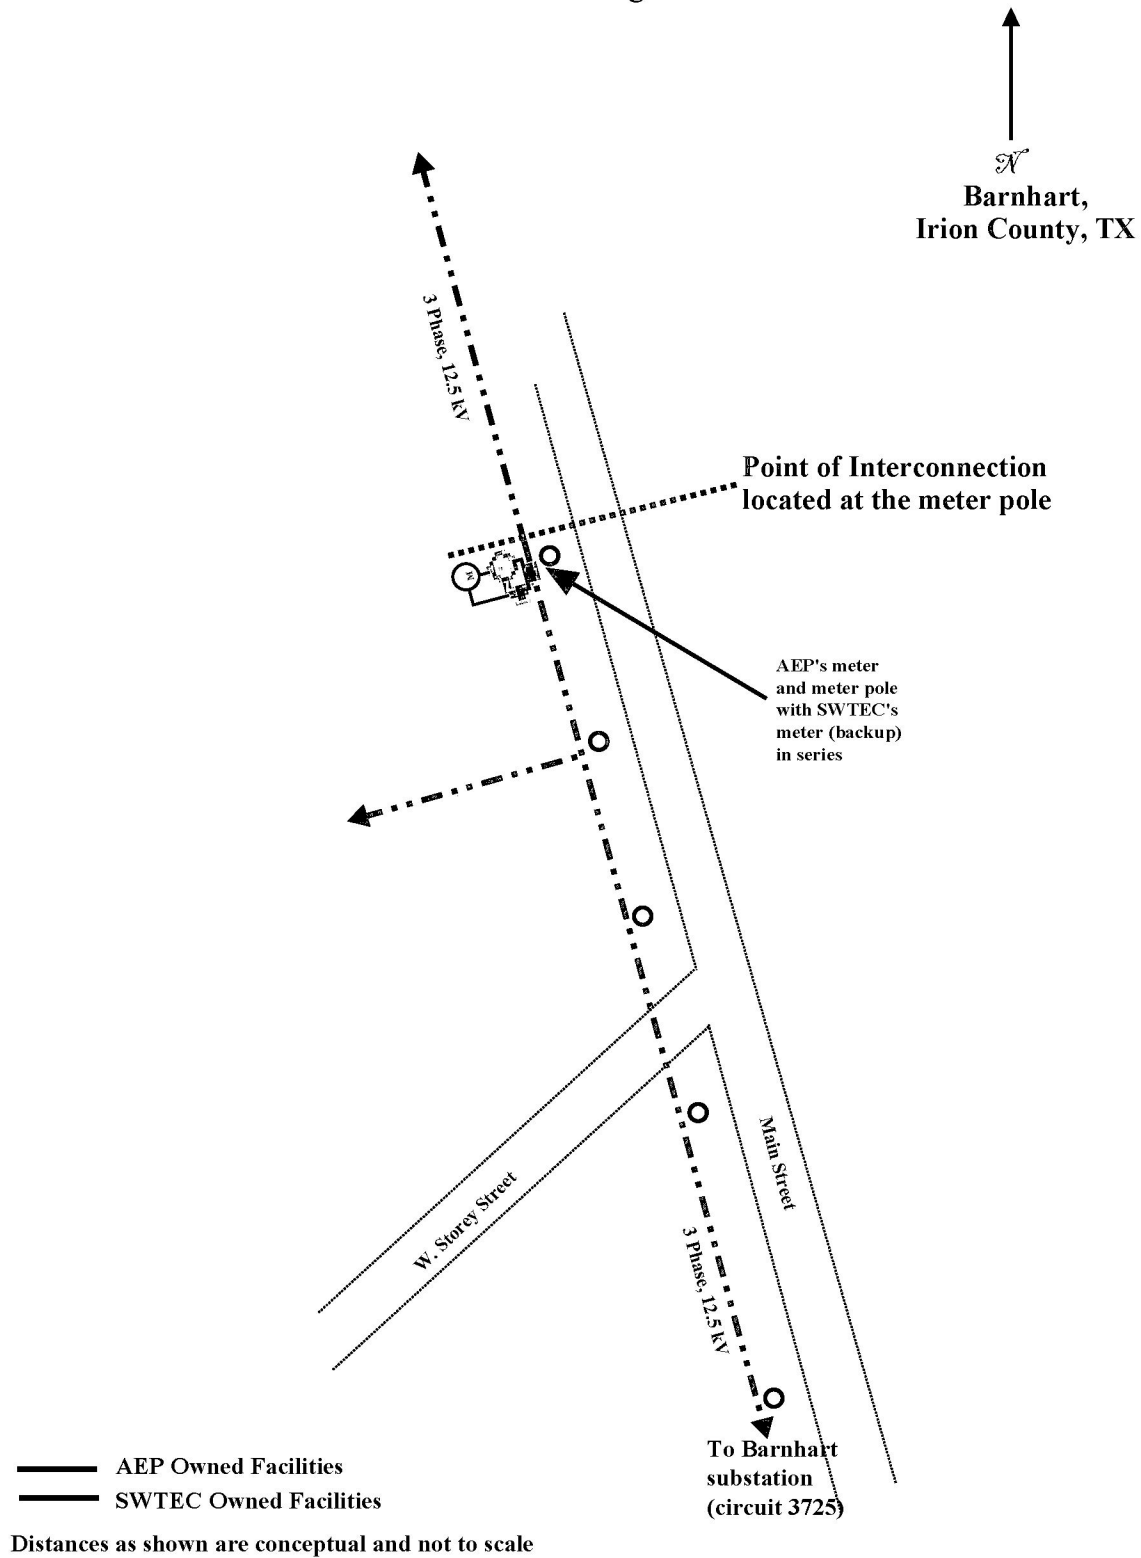 N
Barnhart,
Irion County, TX
3 Phase, 12.5 kV
Point of Interconnection
located at the meter pole
M
AEP's meter
and meter pole
with SWTEC's
meter (backup)
in series
Main Street
W. Storey Street
3 Phase, 12.5 kV
To Barnhart
substation
(circuit 3725)
AEP Owned Facilities
SWTEC Owned Facilities
Distances as shown are conceptual and not to scale